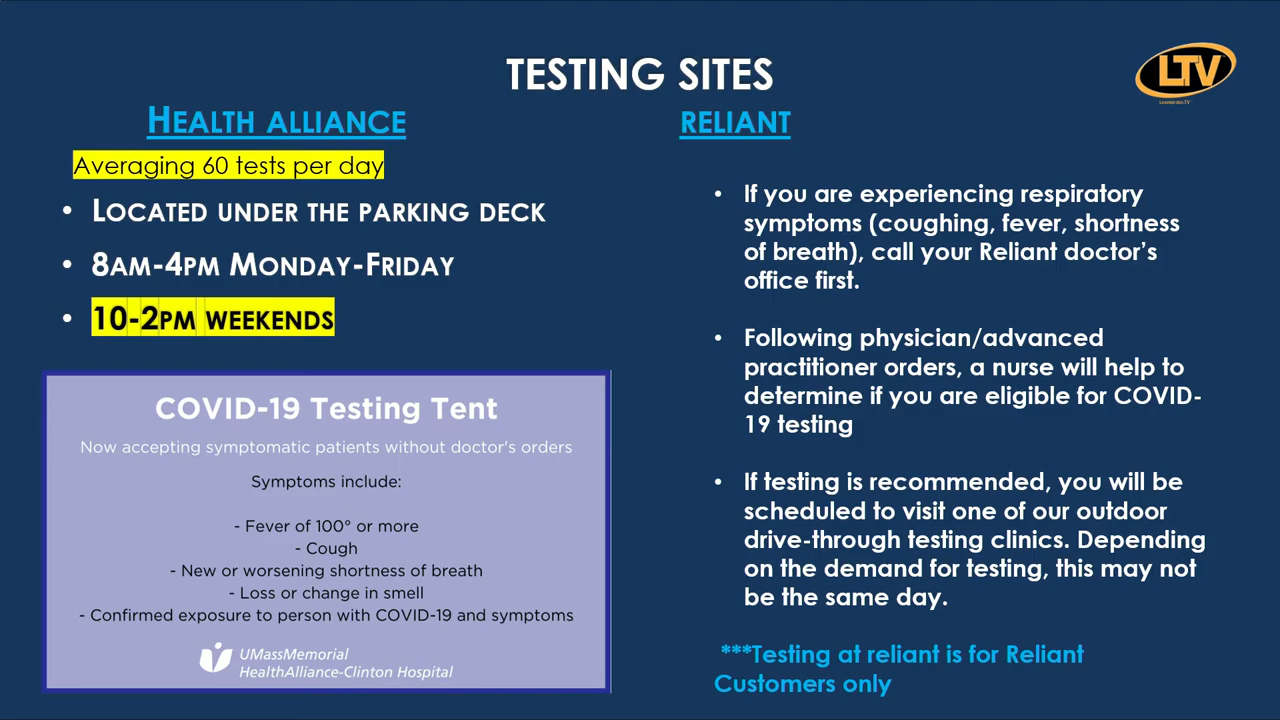 TESTING SITES
LTV
HEALTH ALLIANCE
Averaging 60 tests per day
• LOCATED UNDER THE PARKING DECK
• 8AM-4PM MONDAY-FRIDAY
• 10-2PM WEEKENDS
COVID-19 Testing Tent
Now accepting symptomatic patients without doctor's orders
Symptoms include:
- Fever of 100° or more
- Cough
- New or worsening shortness of breath
- Loss or change in smell
- Confirmed exposure to person with COVID-19 and symptoms
UMassMemorial
HealthAlliance-Clinton Hospital
RELIANT
• If you are experiencing respiratory
symptoms (coughing, fever, shortness
of breath), call your Reliant doctor's
office first.
• Following physician/advanced
practitioner orders, a nurse will help to
determine if you are eligible for COVID-
19 testing
• If testing is recommended, you will be
scheduled to visit one of our outdoor
drive-through testing clinics. Depending
on the demand for testing, this may not
be the same day.
***Testing at reliant is for Reliant
Customers only